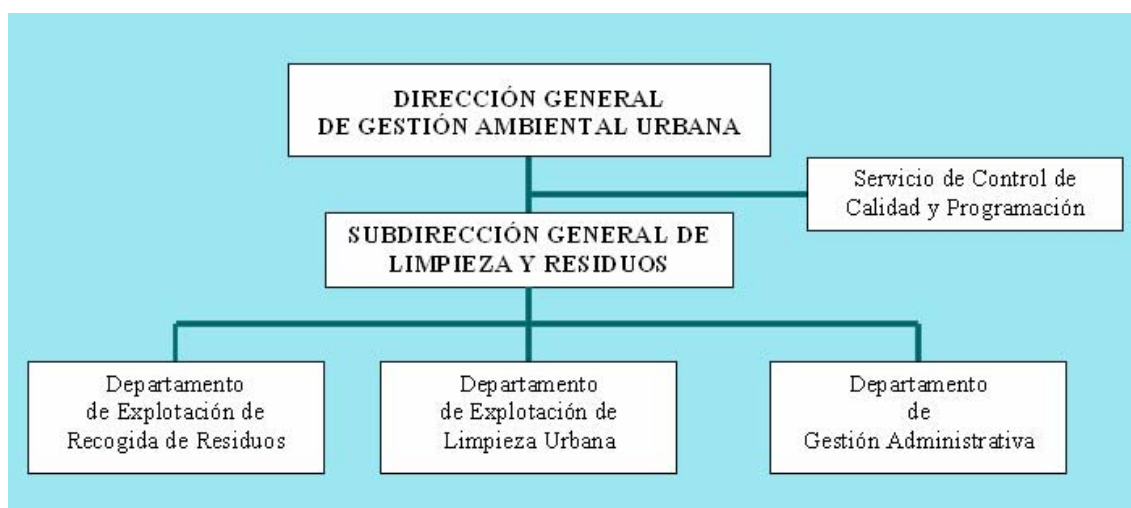 DIRECCIÓN GENERAL
DE GESTIÓN AMBIENTAL URBANA
Servicio de Control de
Calidad y Programación
SUBDIRECCIÓN GENERAL DE
LIMPIEZA Y RESIDUOS
Departamento
de Explotación de
Recogida de Residuos
Departamento
de Explotación de
Limpieza Urbana
Departamento
de
Gestión Administrativa